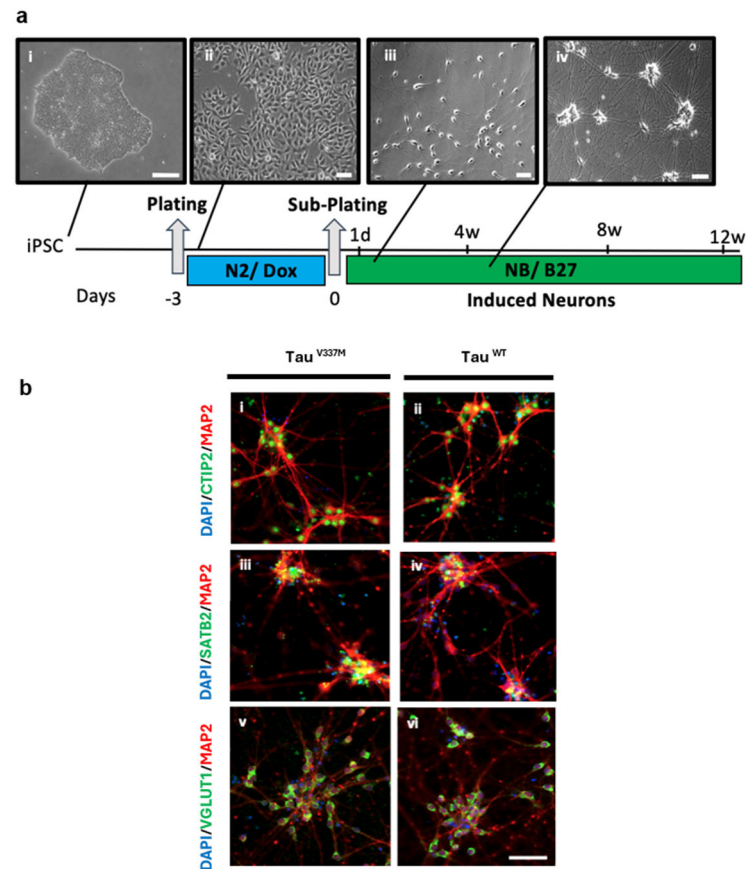 a
i
ii
iii
iv
Plating
Sub-Plating
iPSC
1d
4w
8w
12w
N2/ Dox
NB/ B27
Days
-3
0
Induced Neurons
b
Tau V337M
Tau WT
DAPI/CTIP2/MAP2
i
ii
DAPI/SATB2/MAP2
iii
iv
DAPI/VGLUT1/MAP2
v
vi